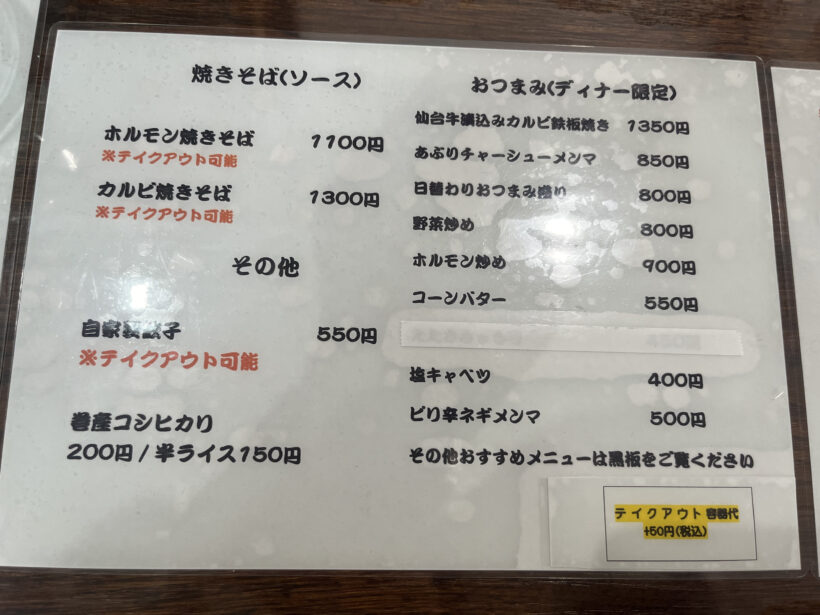 焼きそば(ソース)
ホルモン焼きそば 1100円
※テイクアウト可能
カルビ焼きそば 1300円
※テイクアウト可能
その他
自家製餃子 550円
※テイクアウト可能
巻産コシヒカリ
200円 / 半ライス150円
おつまみ(ディナー限定)
仙台牛漬込みカルビ鉄板焼き 1350円
あぶりチャーシューメンマ 850円
日替わりおつまみ盛り 800円
野菜炒め 800円
ホルモン炒め 900円
コーンバター 550円
塩キャベツ 400円
ピリ辛ネギメンマ 500円
その他おすすめメニューは黒板をご覧ください
テイクアウト容器代
+50円(税込)